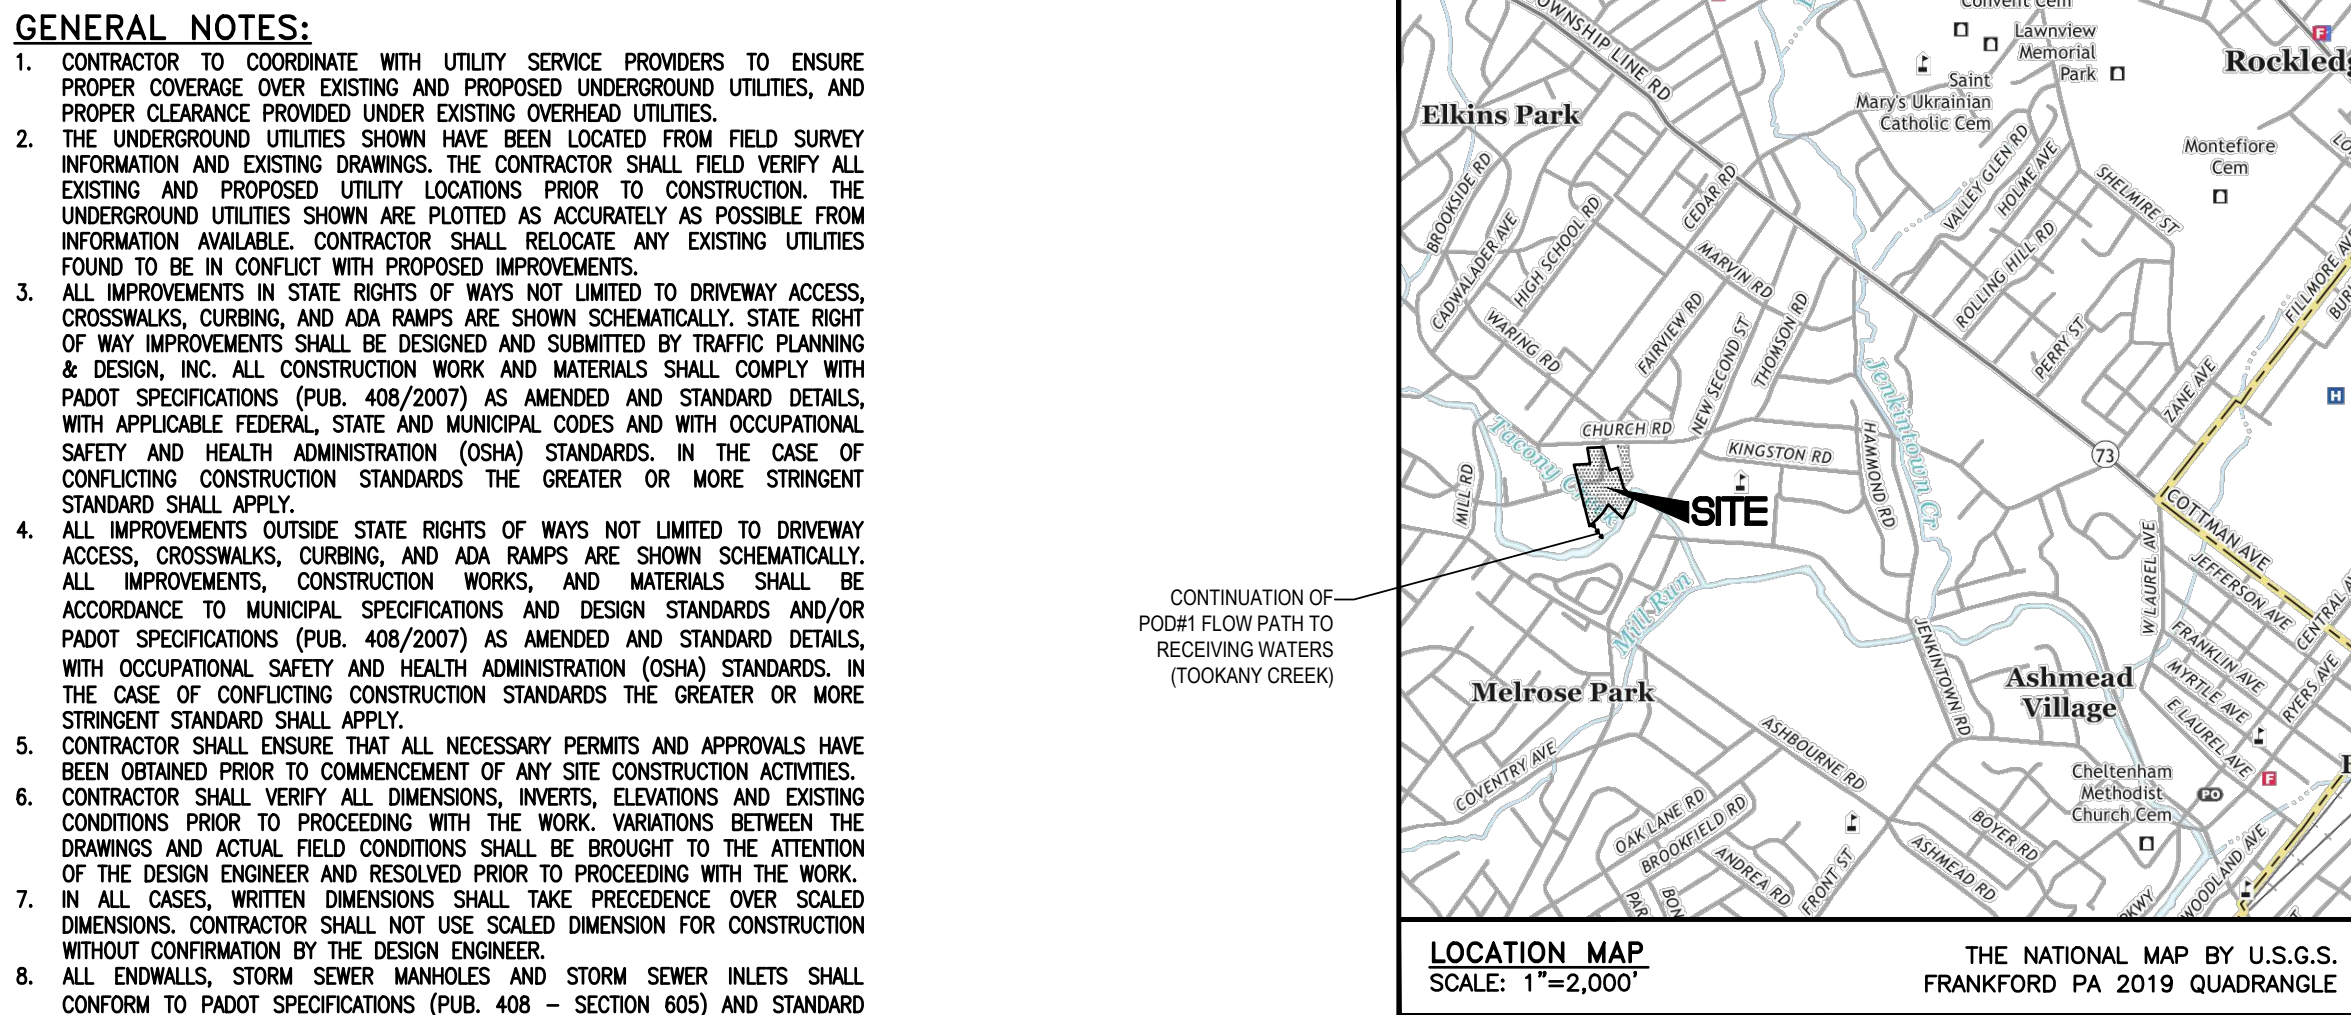 GENERAL NOTES:
1. CONTRACTOR TO COORDINATE WITH UTILITY SERVICE PROVIDERS TO ENSURE
PROPER COVERAGE OVER EXISTING AND PROPOSED UNDERGROUND UTILITIES, AND
PROPER CLEARANCE PROVIDED UNDER EXISTING OVERHEAD UTILITIES.
2. THE UNDERGROUND UTILITIES SHOWN HAVE BEEN LOCATED FROM FIELD SURVEY
INFORMATION AND EXISTING DRAWINGS. THE CONTRACTOR SHALL FIELD VERIFY ALL
EXISTING AND PROPOSED UTILITY LOCATIONS PRIOR TO CONSTRUCTION. THE
UNDERGROUND UTILITIES SHOWN ARE PLOTTED AS ACCURATELY AS POSSIBLE FROM
INFORMATION AVAILABLE. CONTRACTOR SHALL RELOCATE ANY EXISTING UTILITIES
FOUND TO BE IN CONFLICT WITH PROPOSED IMPROVEMENTS.
3. ALL IMPROVEMENTS IN STATE RIGHTS OF WAYS NOT LIMITED TO DRIVEWAY ACCESS,
CROSSWALKS, CURBING, AND ADA RAMPS ARE SHOWN SCHEMATICALLY. STATE RIGHT
OF WAY IMPROVEMENTS SHALL BE DESIGNED AND SUBMITTED BY TRAFFIC PLANNING
& DESIGN, INC. ALL CONSTRUCTION WORK AND MATERIALS SHALL COMPLY WITH
PADOT SPECIFICATIONS (PUB. 408/2007) AS AMENDED AND STANDARD DETAILS,
WITH APPLICABLE FEDERAL, STATE AND MUNICIPAL CODES AND WITH OCCUPATIONAL
SAFETY AND HEALTH ADMINISTRATION (OSHA) STANDARDS. IN THE CASE OF
CONFLICTING CONSTRUCTION STANDARDS THE GREATER OR MORE STRINGENT
STANDARD SHALL APPLY.
4. ALL IMPROVEMENTS OUTSIDE STATE RIGHTS OF WAYS NOT LIMITED TO DRIVEWAY
ACCESS, CROSSWALKS, CURBING, AND ADA RAMPS ARE SHOWN SCHEMATICALLY.
ALL IMPROVEMENTS, CONSTRUCTION WORKS, AND MATERIALS SHALL BE
ACCORDANCE TO MUNICIPAL SPECIFICATIONS AND DESIGN STANDARDS AND/OR
PADOT SPECIFICATIONS (PUB. 408/2007) AS AMENDED AND STANDARD DETAILS,
WITH OCCUPATIONAL SAFETY AND HEALTH ADMINISTRATION (OSHA) STANDARDS. IN
THE CASE OF CONFLICTING CONSTRUCTION STANDARDS THE GREATER OR MORE
STRINGENT STANDARD SHALL APPLY.
5. CONTRACTOR SHALL ENSURE THAT ALL NECESSARY PERMITS AND APPROVALS HAVE
BEEN OBTAINED PRIOR TO COMMENCEMENT OF ANY SITE CONSTRUCTION ACTIVITIES.
6. CONTRACTOR SHALL VERIFY ALL DIMENSIONS, INVERTS, ELEVATIONS AND EXISTING
CONDITIONS PRIOR TO PROCEEDING WITH THE WORK. VARIATIONS BETWEEN THE
DRAWINGS AND ACTUAL FIELD CONDITIONS SHALL BE BROUGHT TO THE ATTENTION
OF THE DESIGN ENGINEER AND RESOLVED PRIOR TO PROCEEDING WITH THE WORK.
7. IN ALL CASES, WRITTEN DIMENSIONS SHALL TAKE PRECEDENCE OVER SCALED
DIMENSIONS. CONTRACTOR SHALL NOT USE SCALED DIMENSION FOR CONSTRUCTION
WITHOUT CONFIRMATION BY THE DESIGN ENGINEER.
8. ALL ENDWALLS, STORM SEWER MANHOLES AND STORM SEWER INLETS SHALL
CONFORM TO PADOT SPECIFICATIONS (PUB. 408 – SECTION 605) AND STANDARD
CONTINUATION OF
POD#1 FLOW PATH TO
RECEIVING WATERS
(TOOKANY CREEK)
Convent Cem
Lawnview
Memorial
Park
Saint
Mary's Ukrainian
Catholic Cem
Montefiore
Cem
Elkins Park
TOWNSHIP LINE RD
BROOKSIDE RD
CADWALADER AVE
HIGH SCHOOL RD
CEDAR RD
MARVIN RD
WARING RD
FAIRVIEW RD
NEW SECOND ST
THOMSON RD
VALLEY GLEN RD
HOLME AVE
SHELMIRE ST
ROLLING HILL RD
PERRY ST
ZANE AVE
FILLMORE AVE
H
CHURCH RD
KINGSTON RD
HAMMOND RD
Jenkintown Cr
Tacony
MILL RD
SITE
73
COTTMAN AVE
JEFFERSON AVE
W LAUREL AVE
CENTRAL
FRANKLIN AVE
MYRTLE AVE
RYERS AVE
E LAUREL AVE
Mill Run
Melrose Park
Ashmead
Village
JENKINTOWN RD
ASHBOURNE RD
COVENTRY AVE
OAK LANE RD
BROOKFIELD RD
ANDREA RD
FRONT ST
BOYER RD
ASHMEAD RD
Cheltenham
Methodist
Church Cem
PO
F
WOODLAND AVE
PKWY
LOCATION MAP
SCALE: 1"=2,000'
THE NATIONAL MAP BY U.S.G.S.
FRANKFORD PA 2019 QUADRANGLE